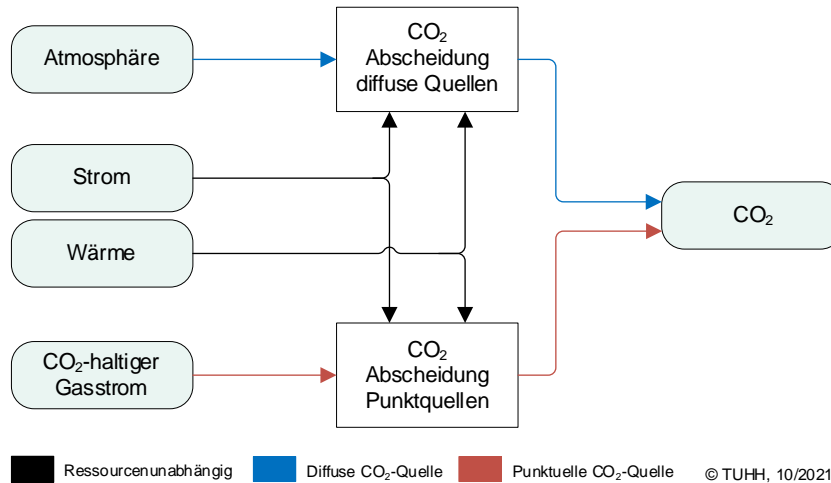 Atmosphäre
CO₂
Abscheidung
diffuse Quellen
Strom
Wärme
CO₂
CO₂-haltiger
Gasstrom
CO₂
Abscheidung
Punktquellen
Ressourcenunabhängig
Diffuse CO₂-Quelle
Punktuelle CO₂-Quelle
© TUHH, 10/2021